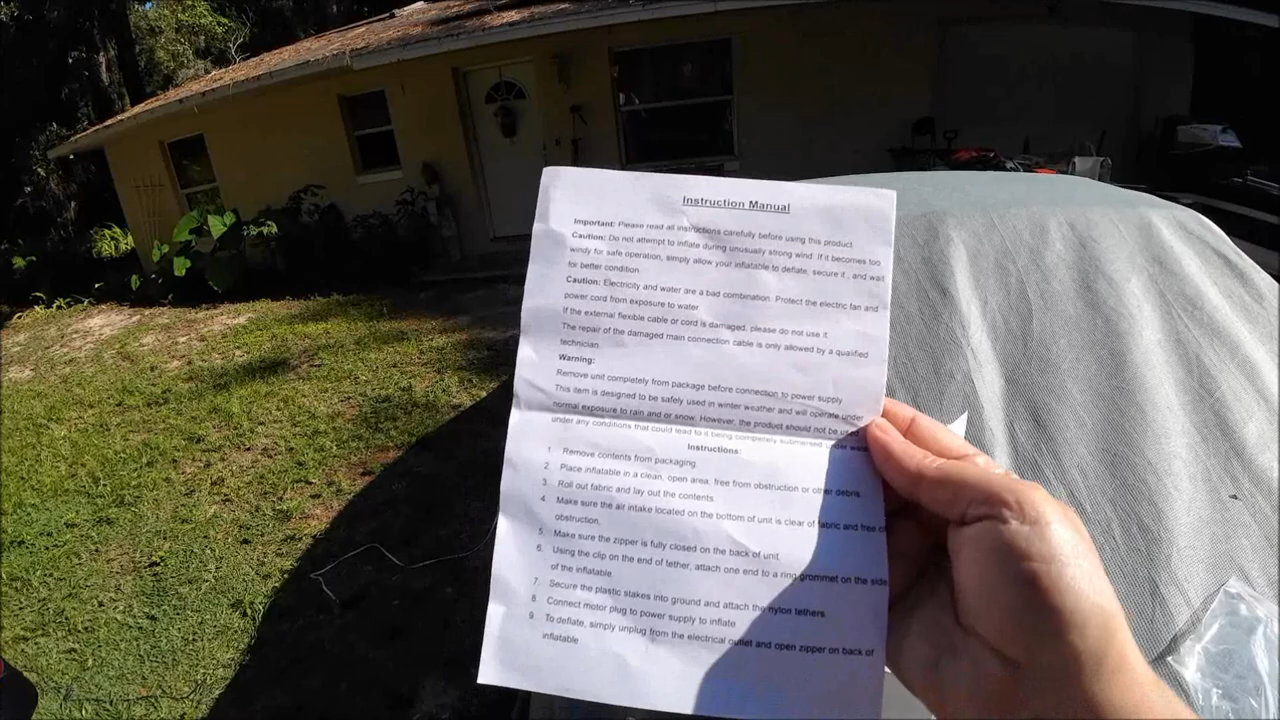 Instruction Manual
Important: Please read all instructions carefully before using this product.
Caution: Do not attempt to inflate during unusually strong wind. If it becomes too
windy for safe operation, simply allow your inflatable to deflate, secure it , and wait
for better condition.
Caution: Electricity and water are a bad combination. Protect the electric fan and
power cord from exposure to water.
If the external flexible cable or cord is damaged, please do not use it.
The repair of the damaged main connection cable is only allowed by a qualified
technician.
Warning:
Remove unit completely from package before connection to power supply
This item is designed to be safely used in winter weather and will operate under
normal exposure to rain and or snow. However, the product should not be used
under any conditions that could lead to it being completely submersed under water
Instructions:
1. Remove contents from packaging.
2. Place inflatable in a clean, open area, free from obstruction or other debris.
3. Roll out fabric and lay out the contents.
4. Make sure the air intake located on the bottom of unit is clear of fabric and free of
obstruction.
5. Make sure the zipper is fully closed on the back of unit.
6. Using the clip on the end of tether, attach one end to a ring grommet on the side
of the inflatable.
7. Secure the plastic stakes into ground and attach the nylon tethers.
8. Connect motor plug to power supply to inflate
9. To deflate, simply unplug from the electrical outlet and open zipper on back of
inflatable